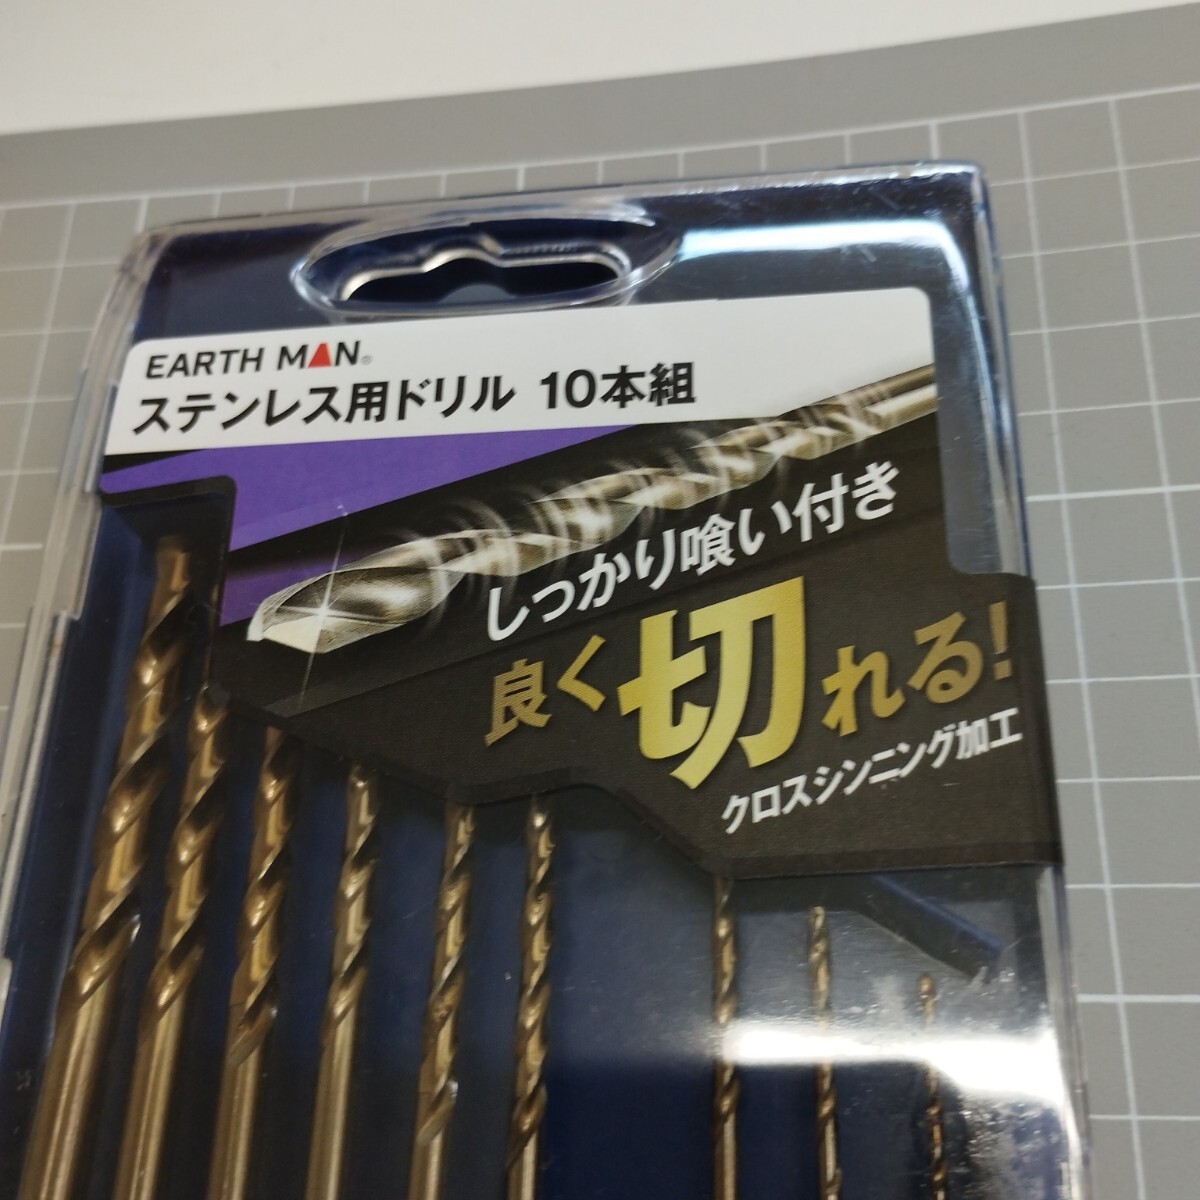 EARTH MAN®
ステンレス用ドリル 10本組
しっかり喰い付き
良く切れる!
クロスシンニング加工